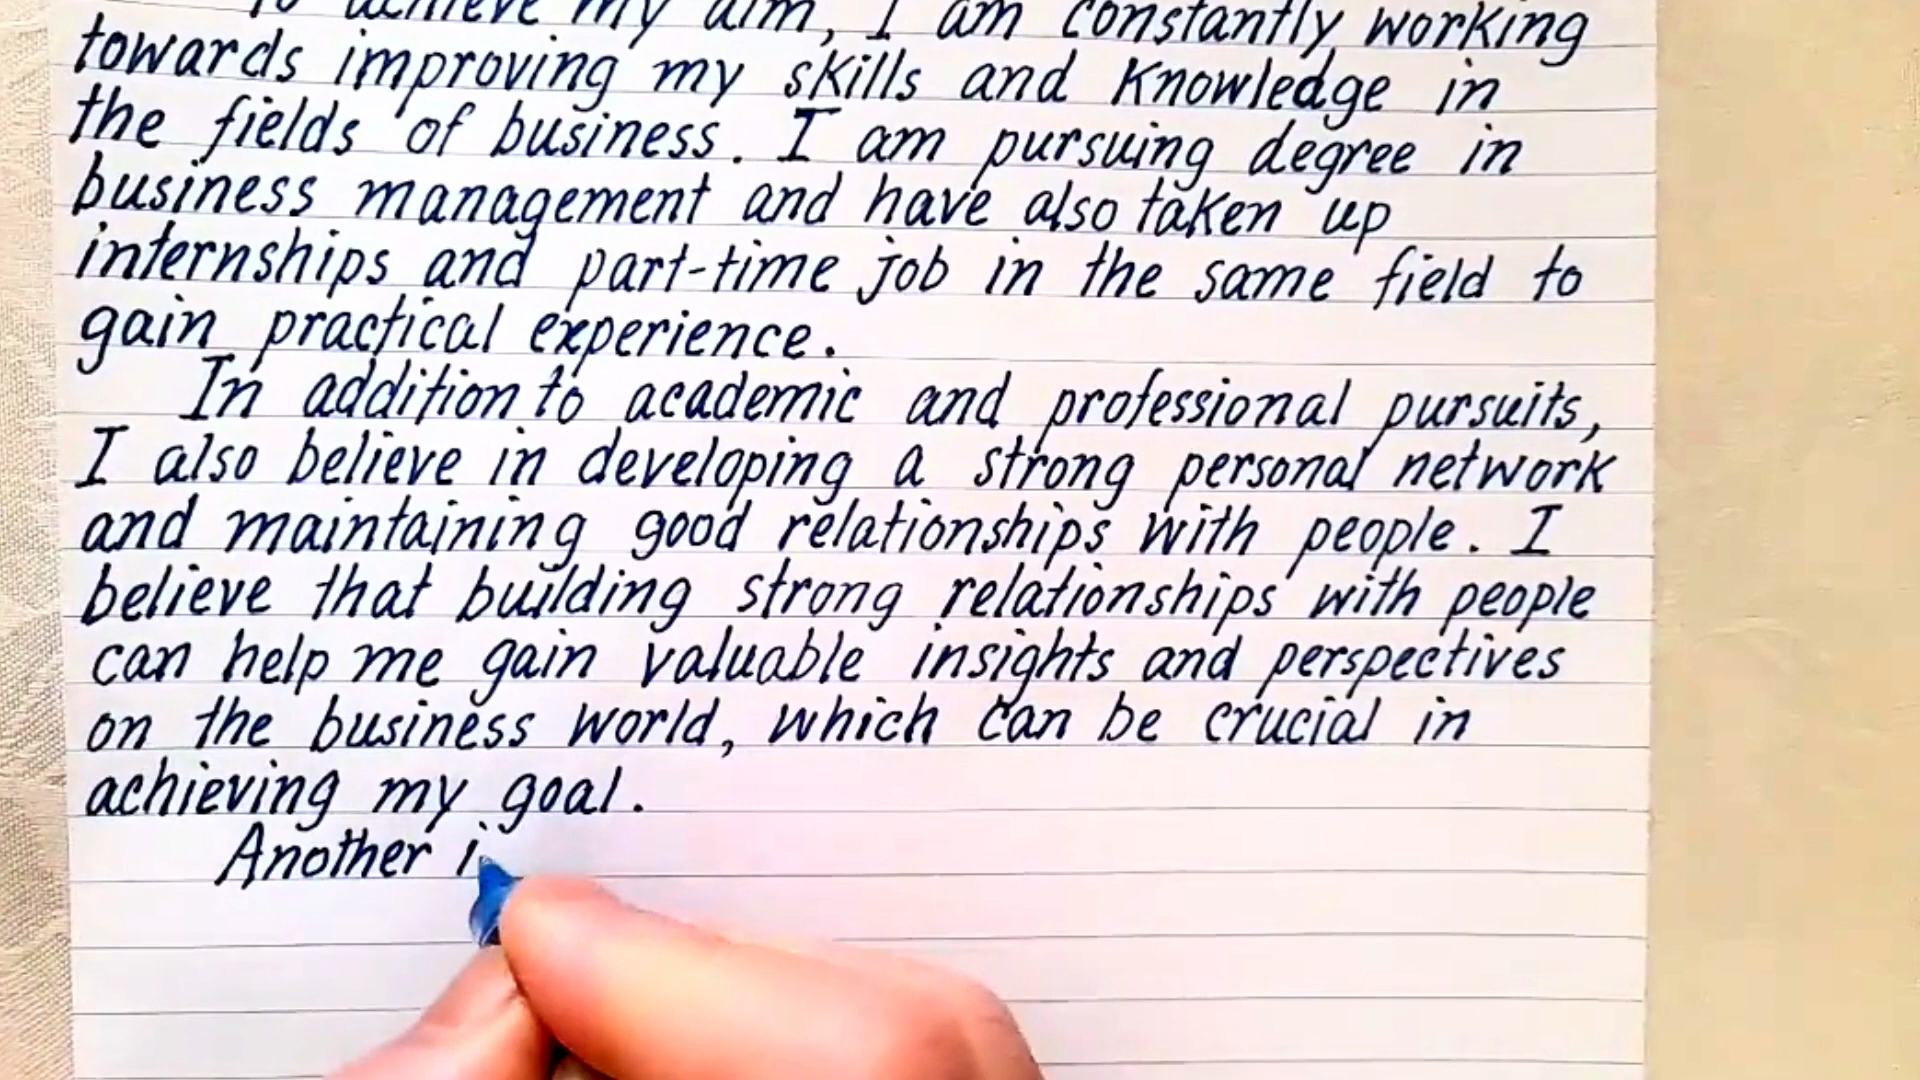 To achieve my aim, I am constantly working
towards improving my skills and knowledge in
the fields of business. I am pursuing degree in
business management and have also taken up
internships and part-time job in the same field to
gain practical experience.
In addition to academic and professional pursuits,
I also believe in developing a strong personal network
and maintaining good relationships with people. I
believe that building strong relationships with people
can help me gain valuable insights and perspectives
on the business world, which can be crucial in
achieving my goal.
Another i